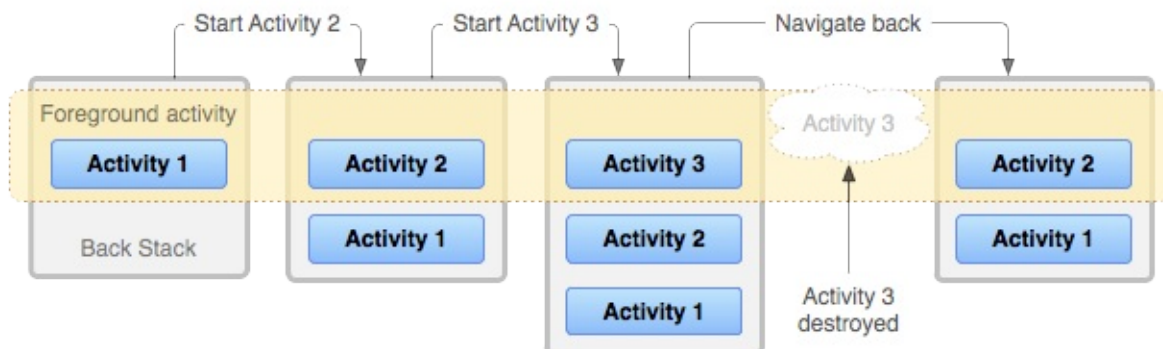 Start Activity 2
Start Activity 3
Navigate back
Foreground activity
Activity 1
Back Stack
Activity 2
Activity 1
Activity 3
Activity 2
Activity 1
Activity 3
Activity 3
destroyed
Activity 2
Activity 1